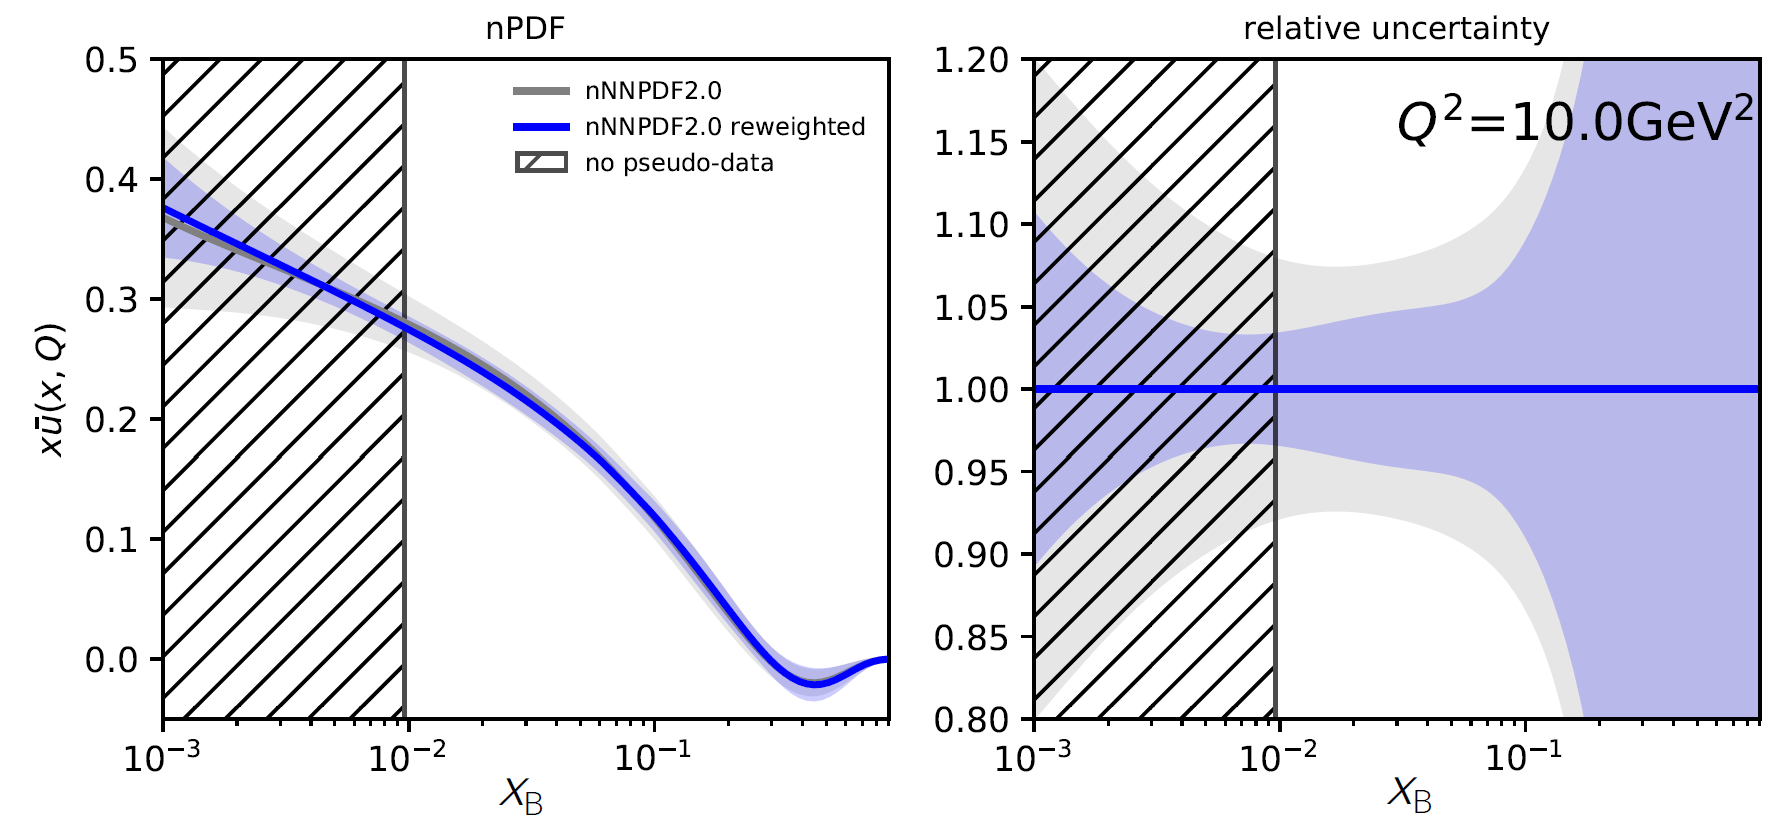 nPDF
0.5
0.4
0.3
0.2
0.1
0.0
xū(x, Q)
nNNPDF2.0
nNNPDF2.0 reweighted
no pseudo-data
10⁻³ 10⁻² 10⁻¹
X_B
relative uncertainty
1.20
1.15
1.10
1.05
1.00
0.95
0.90
0.85
0.80
Q²=10.0GeV²
10⁻³ 10⁻² 10⁻¹
X_B